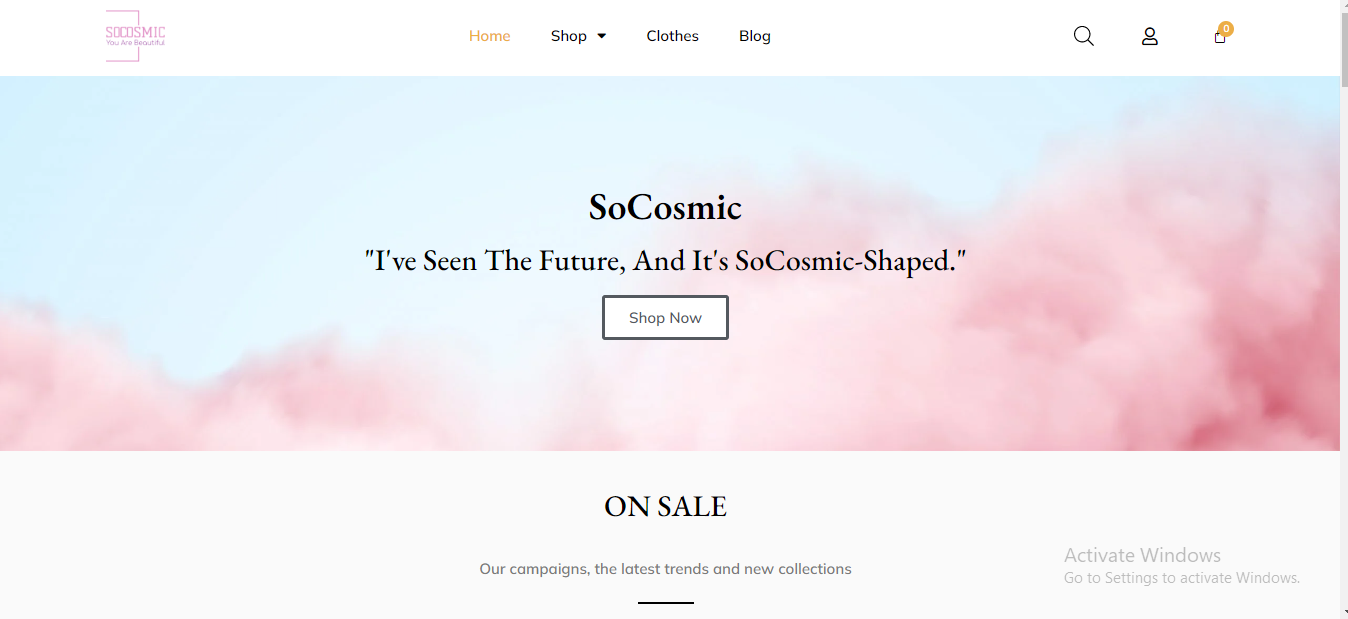 SOCOSMIC
You Are Beautiful
Home
Shop
Clothes
Blog
0
SoCosmic
"I've Seen The Future, And It's SoCosmic-Shaped."
Shop Now
ON SALE
Our campaigns, the latest trends and new collections
Activate Windows
Go to Settings to activate Windows.